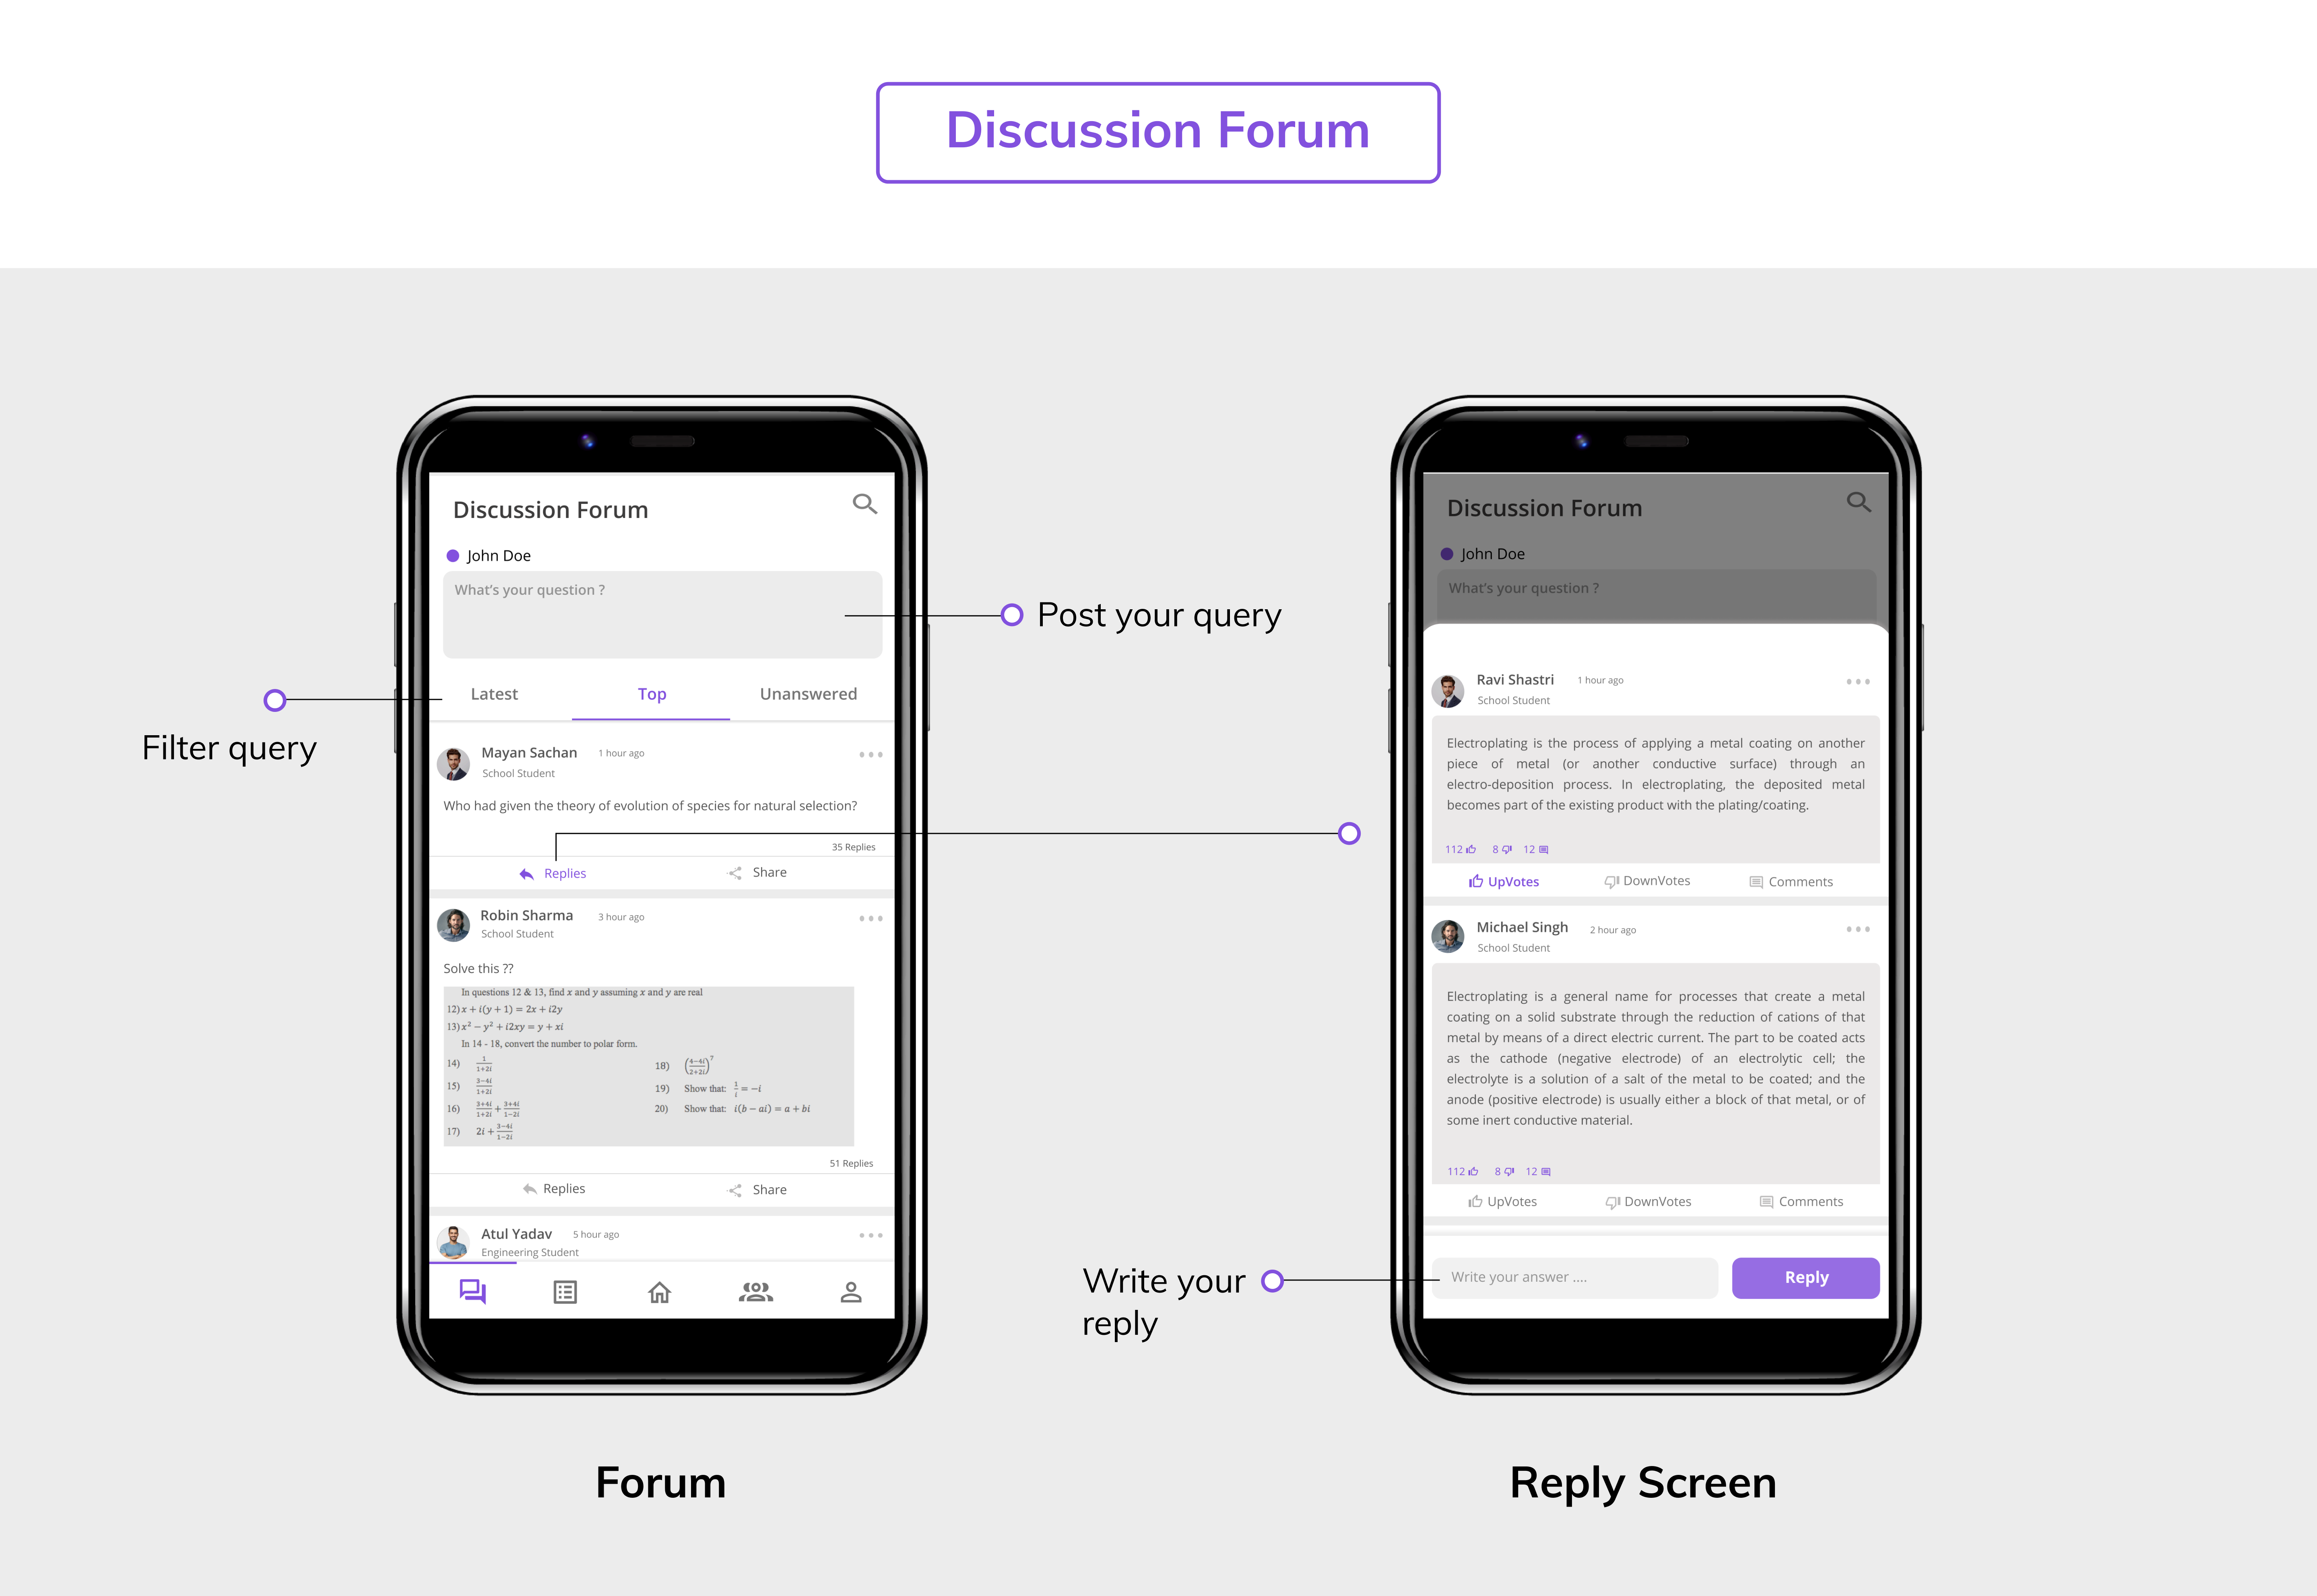 Discussion Forum
Discussion Forum
John Doe
What's your question ?
Post your query
Latest Top Unanswered
Filter query
Mayan Sachan 1 hour ago
School Student
Who had given the theory of evolution of species for natural selection?
35 Replies
Replies Share
Robin Sharma 3 hour ago
School Student
Solve this ??
In questions 12 & 13, find x and y assuming x and y are real
12) x + i(y + 1) = 2x + i2y
13) x² − y² + i2xy = y + xi
In 14 - 18, convert the number to polar form.
14) 1/(1+2i)
15) (3−4i)/(1+2i)
16) (3+4i)/(1+2i) + (3+4i)/(1−2i)
17) 2i + (3−4i)/(1−2i)
18) ((4−4i)/(2+2i))⁷
19) Show that: 1/i = −i
20) Show that: i(b − ai) = a + bi
51 Replies
Replies Share
Atul Yadav 5 hour ago
Engineering Student
Forum
Discussion Forum
John Doe
What's your question ?
Ravi Shastri 1 hour ago
School Student
Electroplating is the process of applying a metal coating on another
piece of metal (or another conductive surface) through an
electro-deposition process. In electroplating, the deposited metal
becomes part of the existing product with the plating/coating.
112 8 12
UpVotes DownVotes Comments
Michael Singh 2 hour ago
School Student
Electroplating is a general name for processes that create a metal
coating on a solid substrate through the reduction of cations of that
metal by means of a direct electric current. The part to be coated acts
as the cathode (negative electrode) of an electrolytic cell; the
electrolyte is a solution of a salt of the metal to be coated; and the
anode (positive electrode) is usually either a block of that metal, or of
some inert conductive material.
112 8 12
UpVotes DownVotes Comments
Write your
reply
Write your answer .... Reply
Reply Screen